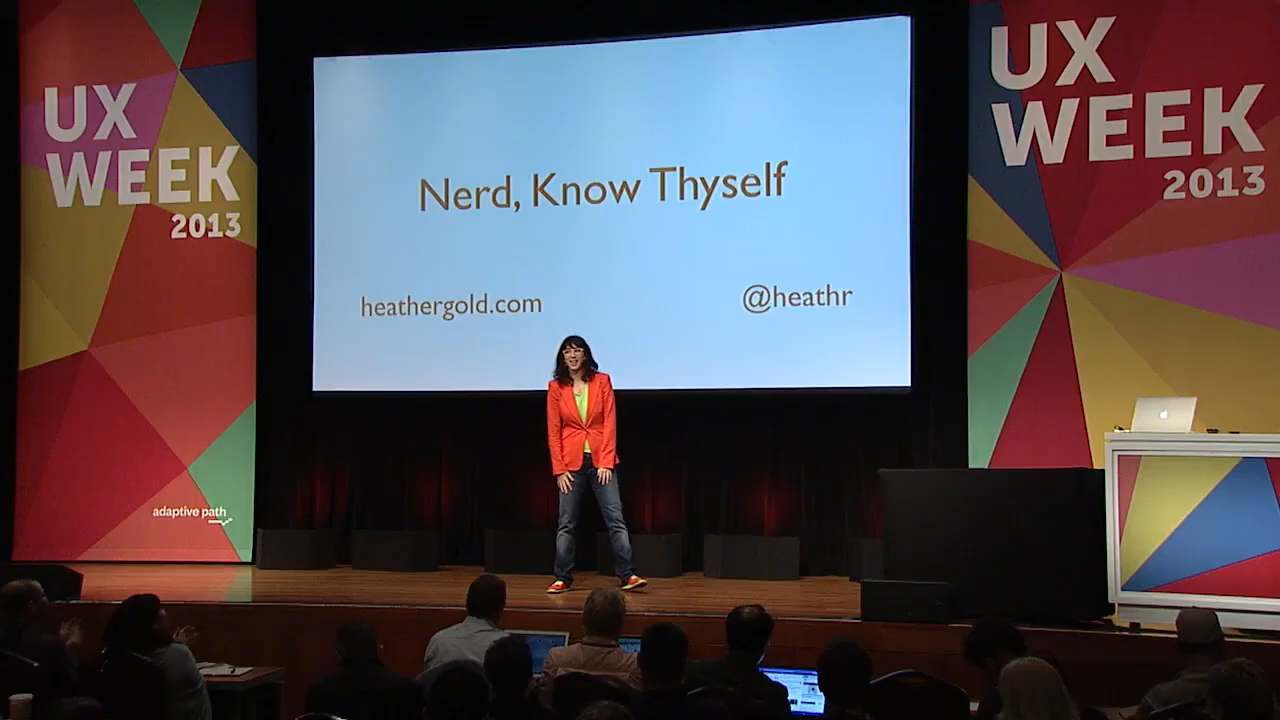 UX
WEEK
2013
adaptive path
Nerd, Know Thyself
heathergold.com
@heathr
UX
WEEK
2013